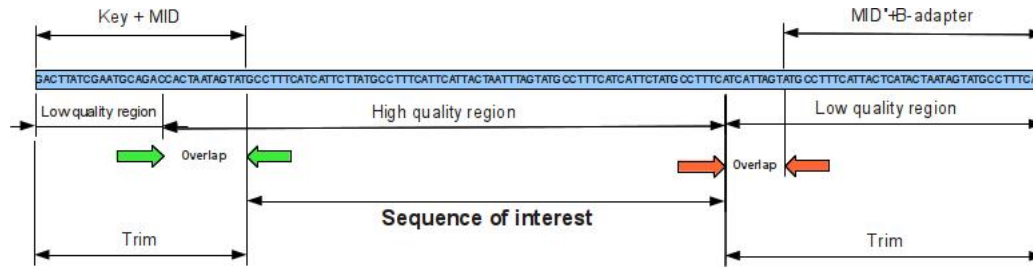 Key + MID
MID"+B-adapter
GACTTATCGAATGCAGACCACTAATAGTATGCCTTTCATCATTCTTATGCCTTTCATTCATTACTAATTTAGTATGCCTTTCATCATTCTATGCCTTTCATCATTAGTATGCCTTTCATTACTCATACTAATAGTATGCCTTTCA
Low quality region
High quality region
Low quality region
Overlap
Overlap
Sequence of interest
Trim
Trim